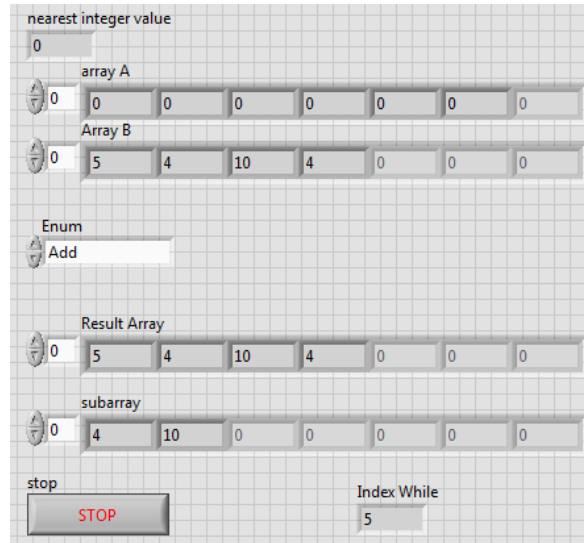 nearest integer value
0
array A
0 0 0 0 0 0 0 0
Array B
0 5 4 10 4 0 0 0
Enum
Add
Result Array
0 5 4 10 4 0 0 0
subarray
0 4 10 0 0 0 0 0
stop
STOP
Index While
5